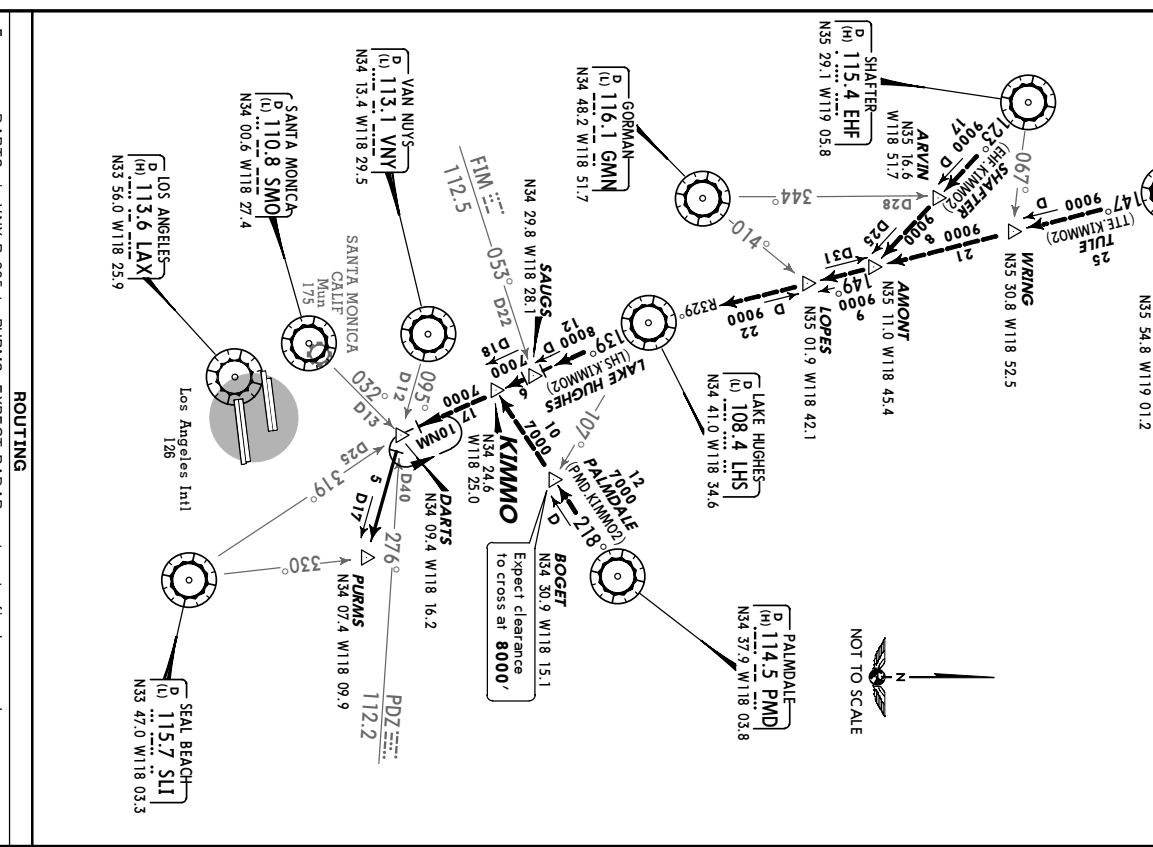 N35 54.8 W119 01.2
147°
TULE
(TTE.KIMMO2)
25
9000
D
SHAFTER
D
(H) 115.4 EHF
N35 29.1 W119 05.8
067°
WRING
N35 30.8 W118 52.5
123°
SHAFTER
(EHF.KIMMO2)
9000
17
D
ARVIN
N35 16.6
W118 51.7
21
9000
D25
9000
8
AMONT
N35 11.0 W118 45.4
344°
D28
GORMAN
D
(L) 116.1 GMN
N34 48.2 W118 51.7
014°
D31
149°
9000
9
LOPES
N35 01.9 W118 42.1
D
9000
22
R329°
LAKE HUGHES
D
(L) 108.4 LHS
N34 41.0 W118 34.6
139°
LAKE HUGHES
(LHS.KIMMO2)
D
8000
12
107°
PALMDALE
D
(H) 114.5 PMD
N34 37.9 W118 03.8
218°
PALMDALE
(PMD.KIMMO2)
7000
12
D
BOGET
N34 30.9 W118 15.1
Expect clearance
to cross at 8000'
10
7000
SAUGS
N34 29.8 W118 28.1
FIM
112.5
053°
D22
6
7000
D18
KIMMO
N34 24.6
W118 25.0
17
7000
10NM
VAN NUYS
D
(L) 113.1 VNY
N34 13.4 W118 29.5
095°
D12
DARTS
N34 09.4 W118 16.2
SANTA MONICA
D
(L) 110.8 SMO
N34 00.6 W118 27.4
032°
D13
SANTA MONICA
CALIF
Mun
175
5
D17
PURMS
N34 07.4 W118 09.9
D40
276°
PDZ
112.2
LOS ANGELES
D
(H) 113.6 LAX
N33 56.0 W118 25.9
Los Angeles Intl
126
D25
319°
330°
SEAL BEACH
D
(L) 115.7 SLI
N33 47.0 W118 03.3
N
NOT TO SCALE
ROUTING